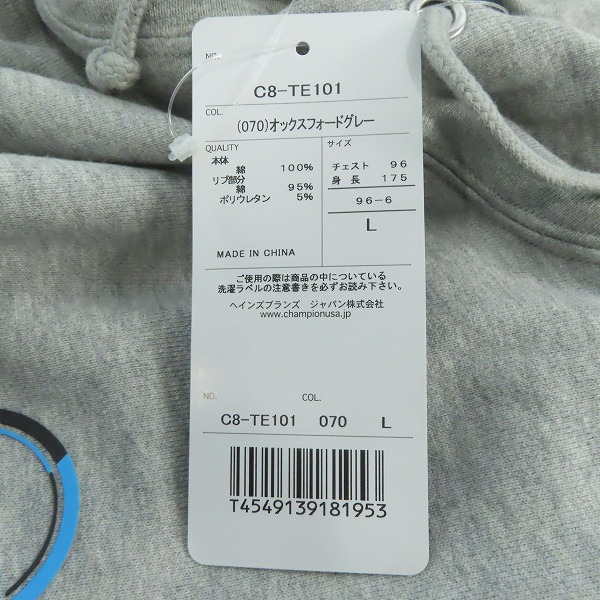 NO.
C8-TE101
COL.
(070)オックスフォードグレー
QUALITY
本体
綿 100%
リブ部分
綿 95%
ポリウレタン 5%
MADE IN CHINA
サイズ
チェスト 96
身長 175
96-6
L
ご使用の際は商品の中についている
洗濯ラベルの注意書きを必ずお読み下さい。
ヘインズブランズ ジャパン株式会社
www.championusa.jp
NO. COL.
C8-TE101 070 L
T4549139181953